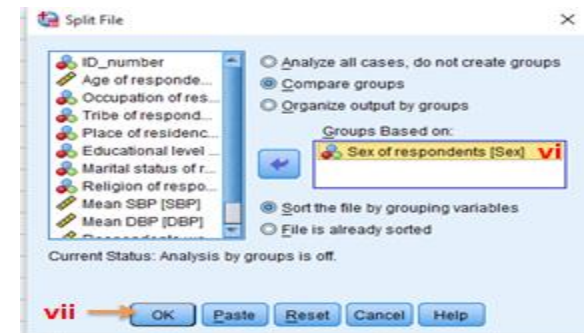 Split File
ID_number
Age of responde...
Occupation of res...
Tribe of respond...
Place of residenc...
Educational level ...
Marital status of r...
Religion of respo...
Mean SBP [SBP]
Mean DBP [DBP]
Analyze all cases, do not create groups
Compare groups
Organize output by groups
Groups Based on:
Sex of respondents [Sex] vi
Sort the file by grouping variables
File is already sorted
Current Status: Analysis by groups is off.
vii OK Paste Reset Cancel Help